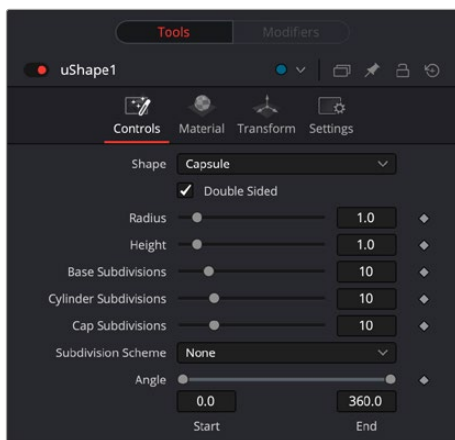 Tools Modifiers
uShape1
Controls Material Transform Settings
Shape Capsule
Double Sided
Radius 1.0
Height 1.0
Base Subdivisions 10
Cylinder Subdivisions 10
Cap Subdivisions 10
Subdivision Scheme None
Angle
0.0 360.0
Start End